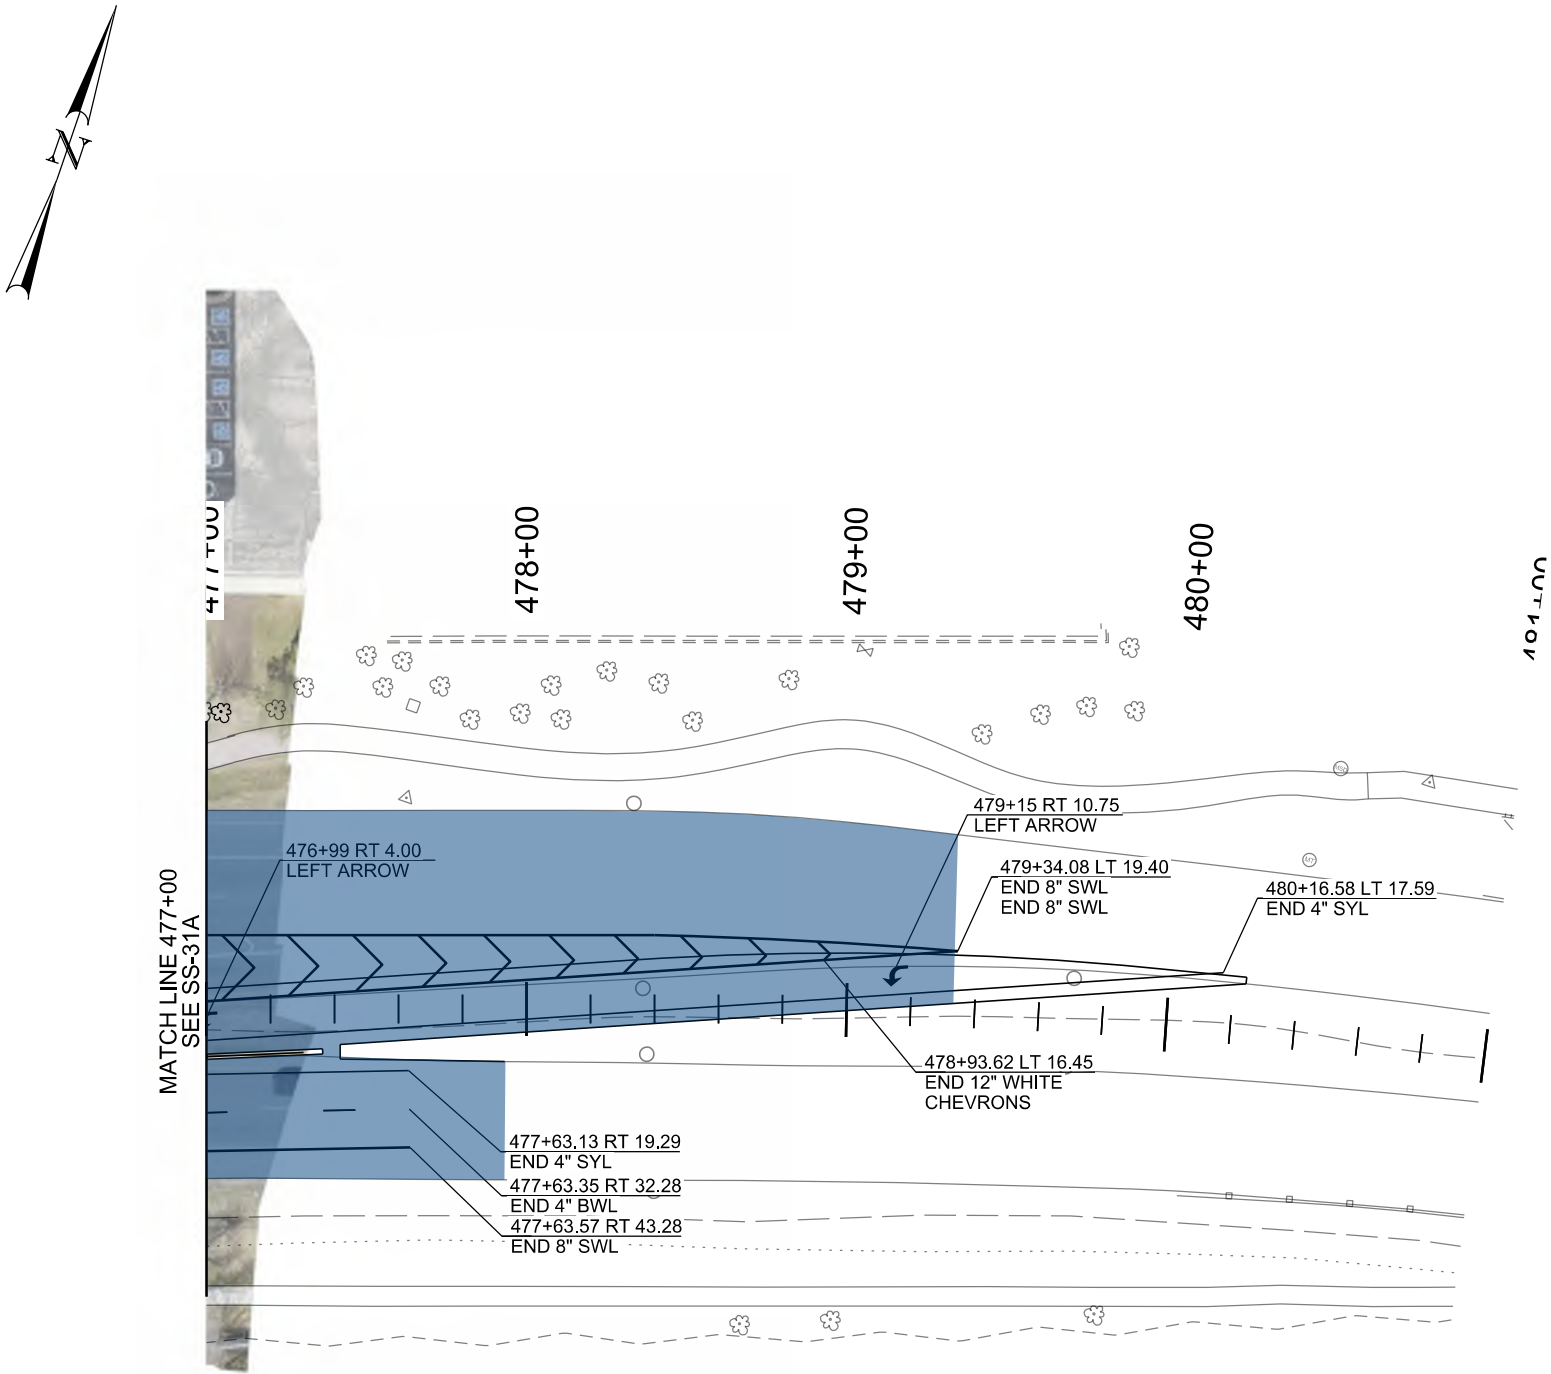 N
477+00
478+00
479+00
480+00
MATCH LINE 477+00
SEE SS-31A
476+99 RT 4.00
LEFT ARROW
479+15 RT 10.75
LEFT ARROW
479+34.08 LT 19.40
END 8" SWL
END 8" SWL
480+16.58 LT 17.59
END 4" SYL
478+93.62 LT 16.45
END 12" WHITE
CHEVRONS
477+63.13 RT 19.29
END 4" SYL
477+63.35 RT 32.28
END 4" BWL
477+63.57 RT 43.28
END 8" SWL